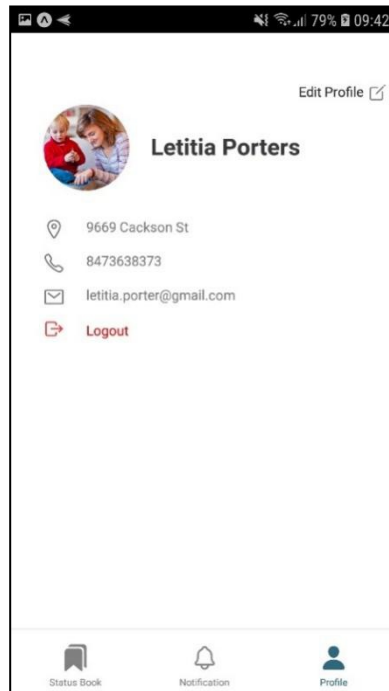 79% 09:42
Edit Profile
Letitia Porters
9669 Cackson St
8473638373
letitia.porter@gmail.com
Logout
Status Book Notification Profile